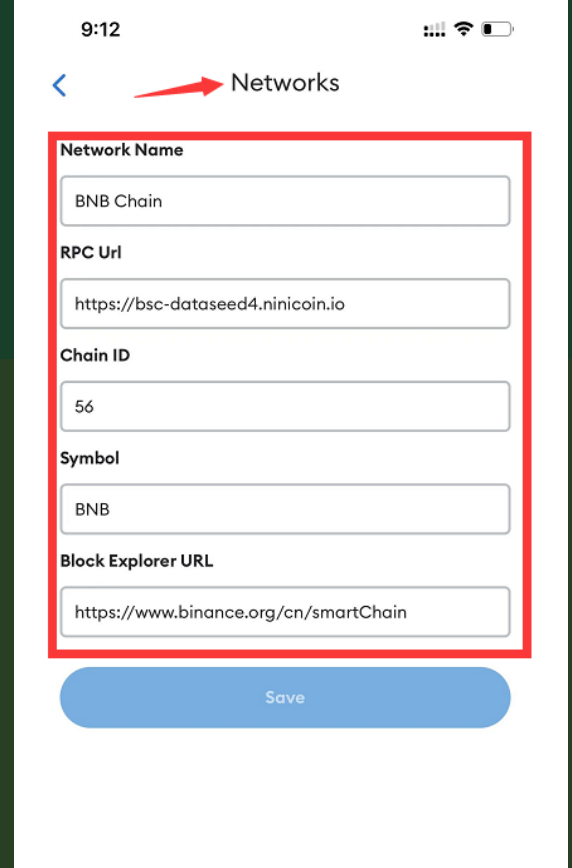 9:12
Networks
Network Name
BNB Chain
RPC Url
https://bsc-dataseed4.ninicoin.io
Chain ID
56
Symbol
BNB
Block Explorer URL
https://www.binance.org/cn/smartChain
Save